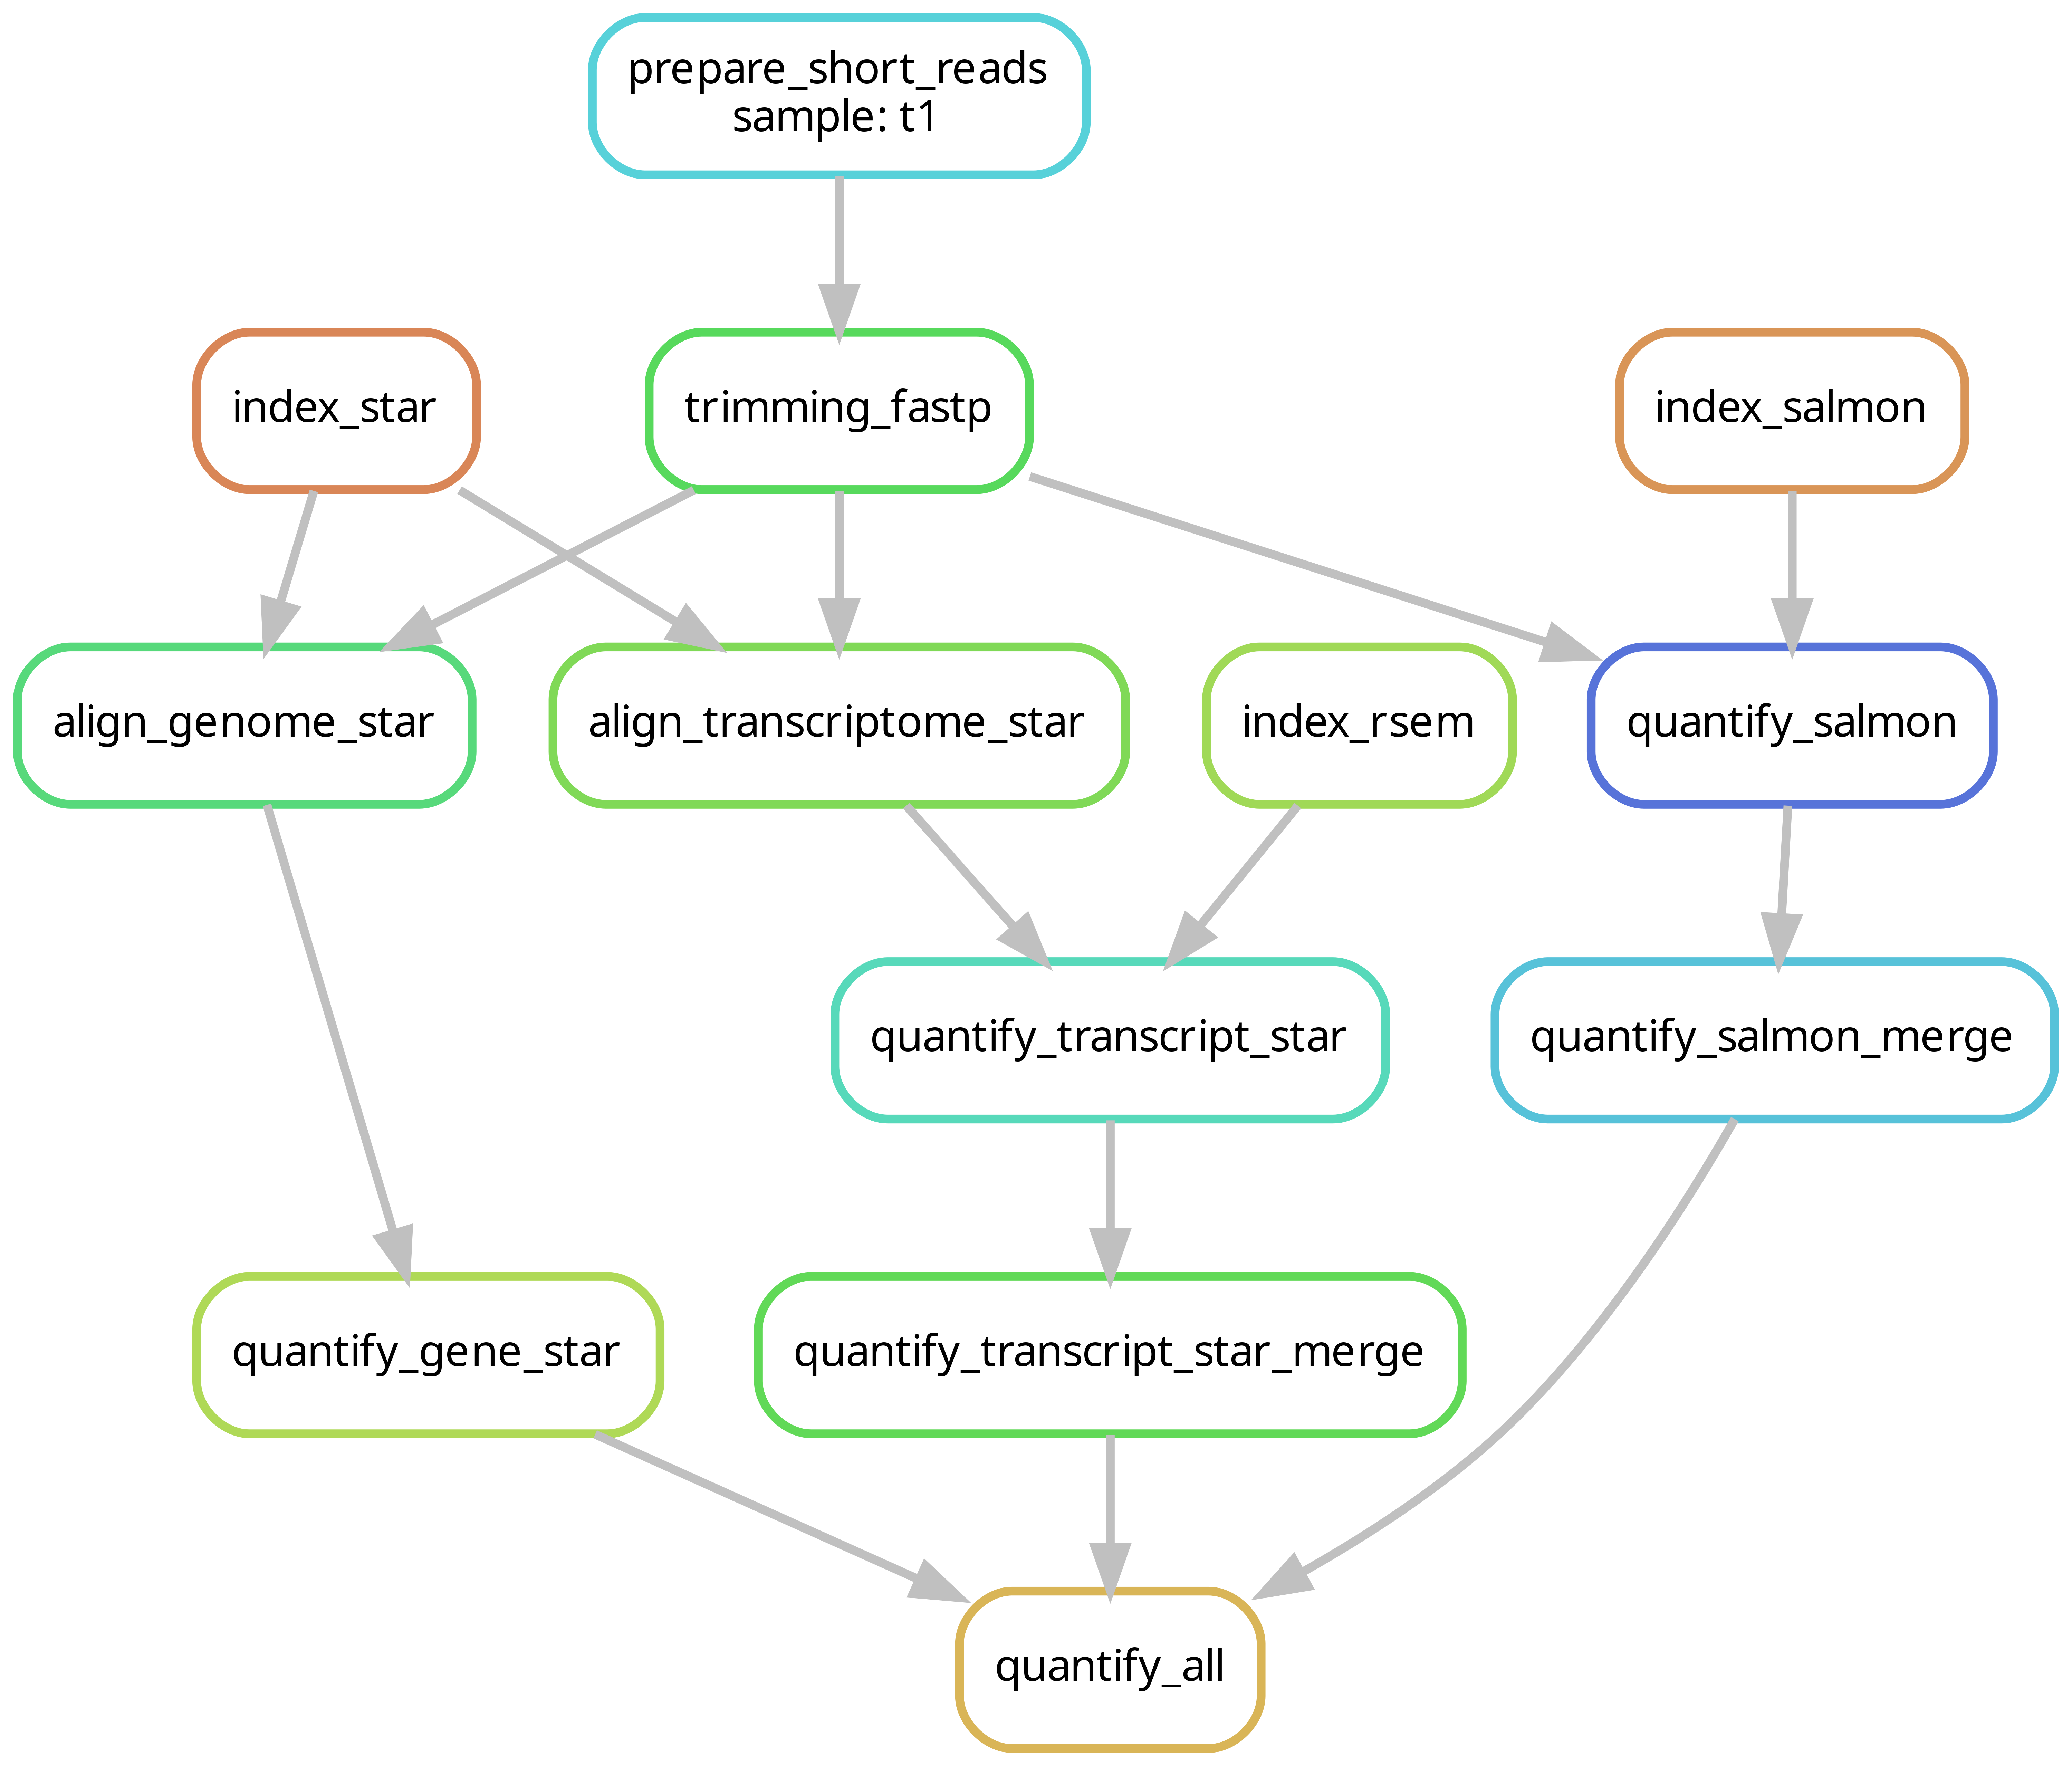 prepare_short_reads
sample: t1
index_star
trimming_fastp
index_salmon
align_genome_star
align_transcriptome_star
index_rsem
quantify_salmon
quantify_transcript_star
quantify_salmon_merge
quantify_gene_star
quantify_transcript_star_merge
quantify_all